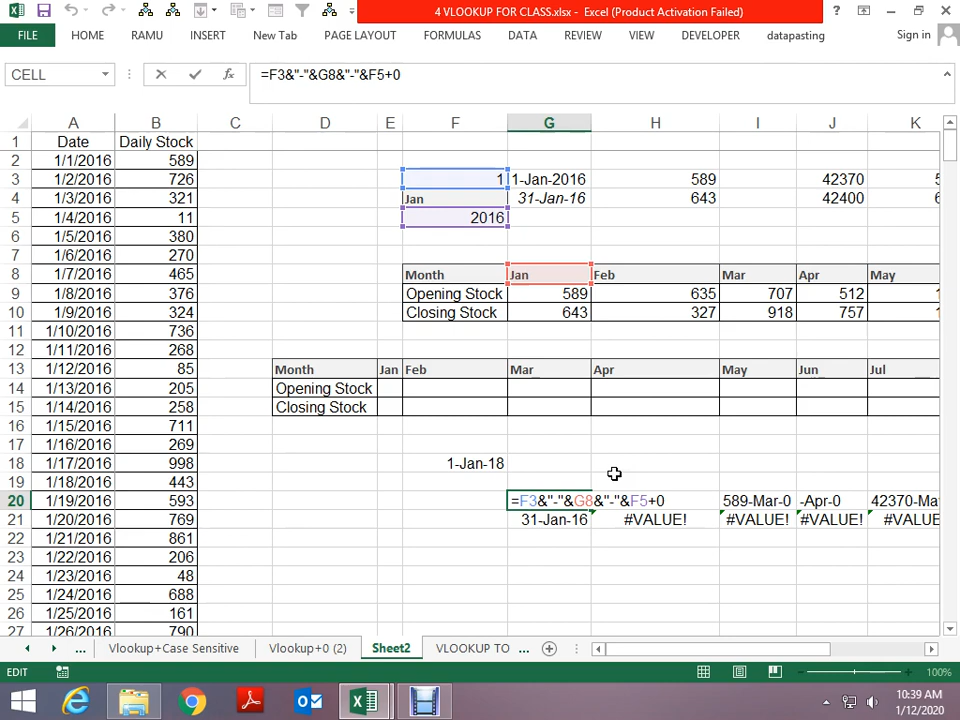 4 VLOOKUP FOR CLASS.xlsx - Excel (Product Activation Failed)
FILE HOME RAMU INSERT New Tab PAGE LAYOUT FORMULAS DATA REVIEW VIEW DEVELOPER datapasting Sign in
CELL =F3&"-"&G8&"-"&F5+0
A B C D E F G H I J K
1 Date Daily Stock
2 1/1/2016 589
3 1/2/2016 726 1 1-Jan-2016 589 42370
4 1/3/2016 321 Jan 31-Jan-16 643 42400
5 1/4/2016 11 2016
6 1/5/2016 380
7 1/6/2016 270
8 1/7/2016 465 Month Jan Feb Mar Apr May
9 1/8/2016 376 Opening Stock 589 635 707 512
10 1/9/2016 324 Closing Stock 643 327 918 757
11 1/10/2016 736
12 1/11/2016 268
13 1/12/2016 85 Month Jan Feb Mar Apr May Jun Jul
14 1/13/2016 205 Opening Stock
15 1/14/2016 258 Closing Stock
16 1/15/2016 711
17 1/16/2016 269
18 1/17/2016 998 1-Jan-18
19 1/18/2016 443
20 1/19/2016 593 =F3&"-"&G8&"-"&F5+0 589-Mar-0 -Apr-0 42370-Ma
21 1/20/2016 769 31-Jan-16 #VALUE! #VALUE! #VALUE! #VALUE
22 1/21/2016 861
23 1/22/2016 206
24 1/23/2016 48
25 1/24/2016 688
26 1/25/2016 161
27 1/26/2016 790
... Vlookup+Case Sensitive Vlookup+0 (2) Sheet2 VLOOKUP TO ...
EDIT 100%
10:39 AM
1/12/2020